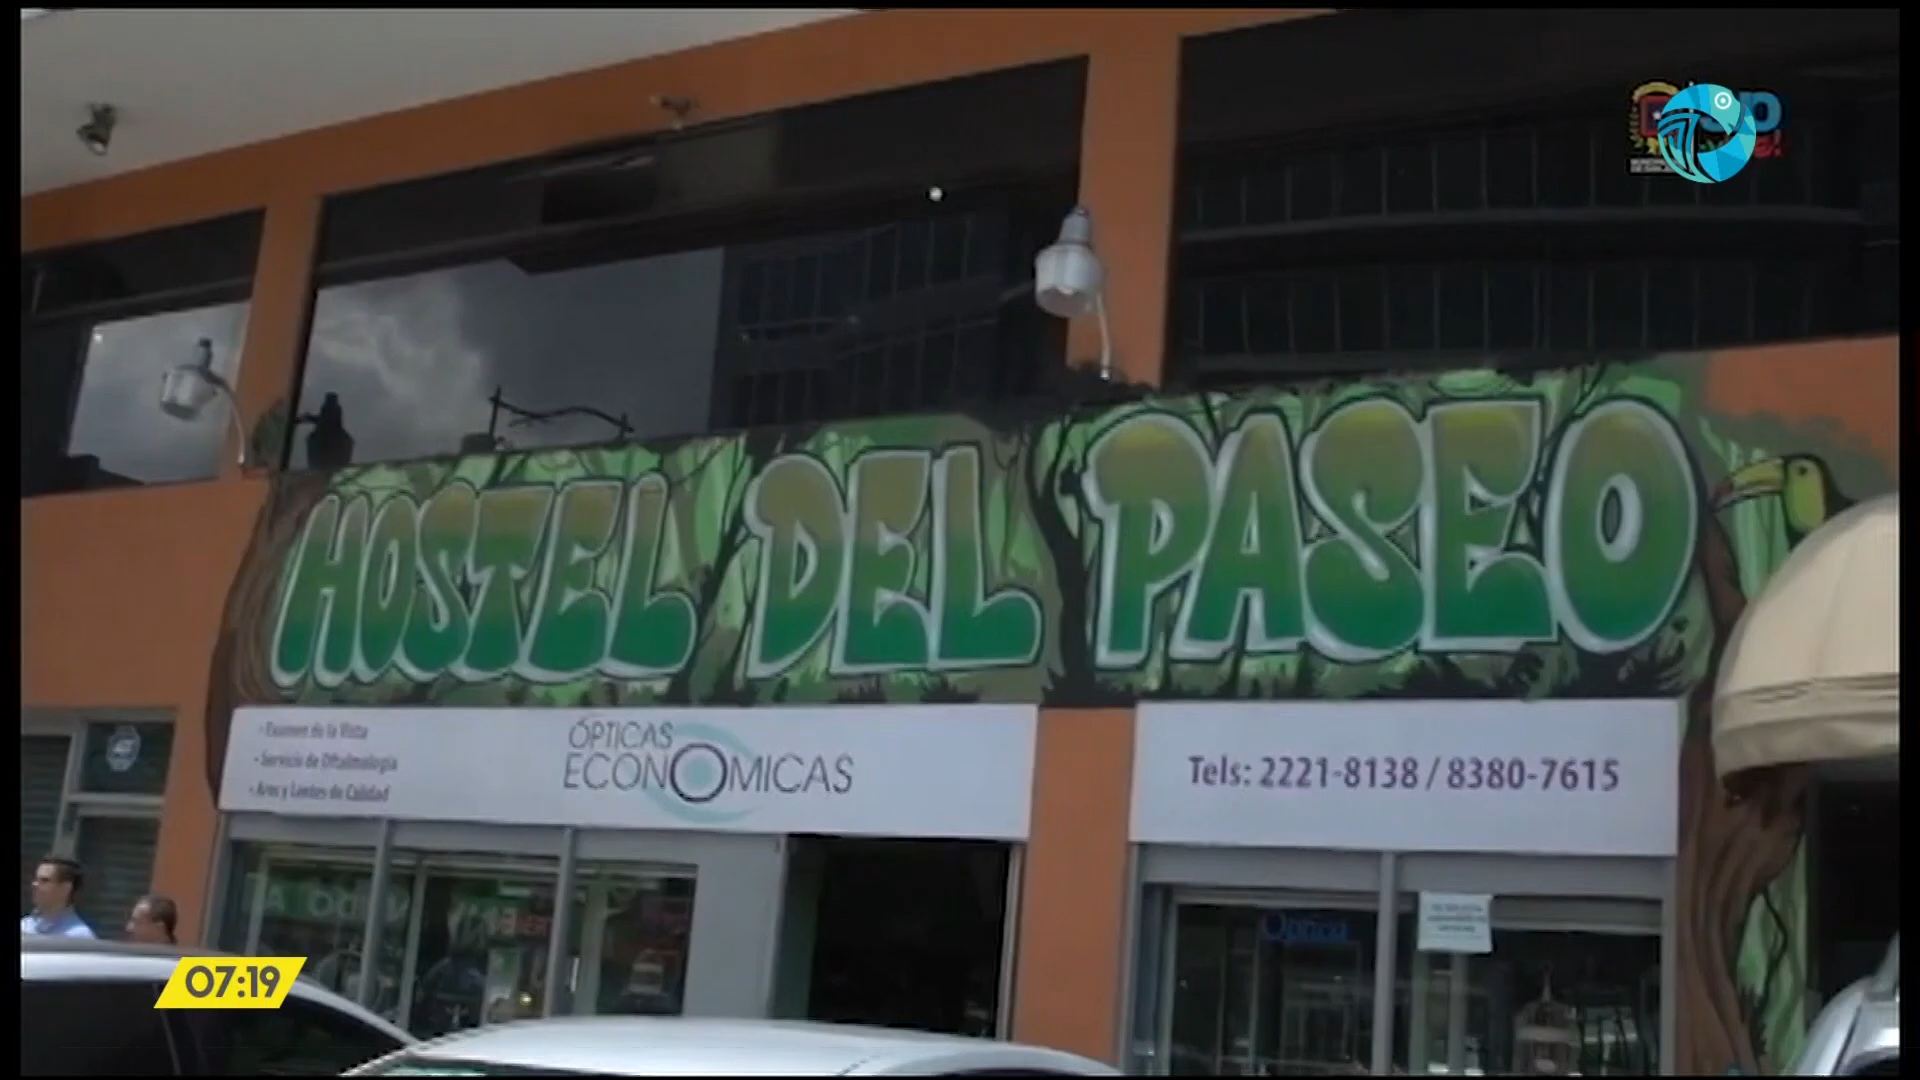 HOSTEL DEL PASEO
- Examen de la Vista
- Servicio de Oftalmología
- Aros y Lentes de Calidad
ÓPTICAS
ECONOMICAS
Tels: 2221-8138 / 8380-7615
Optica
07:19